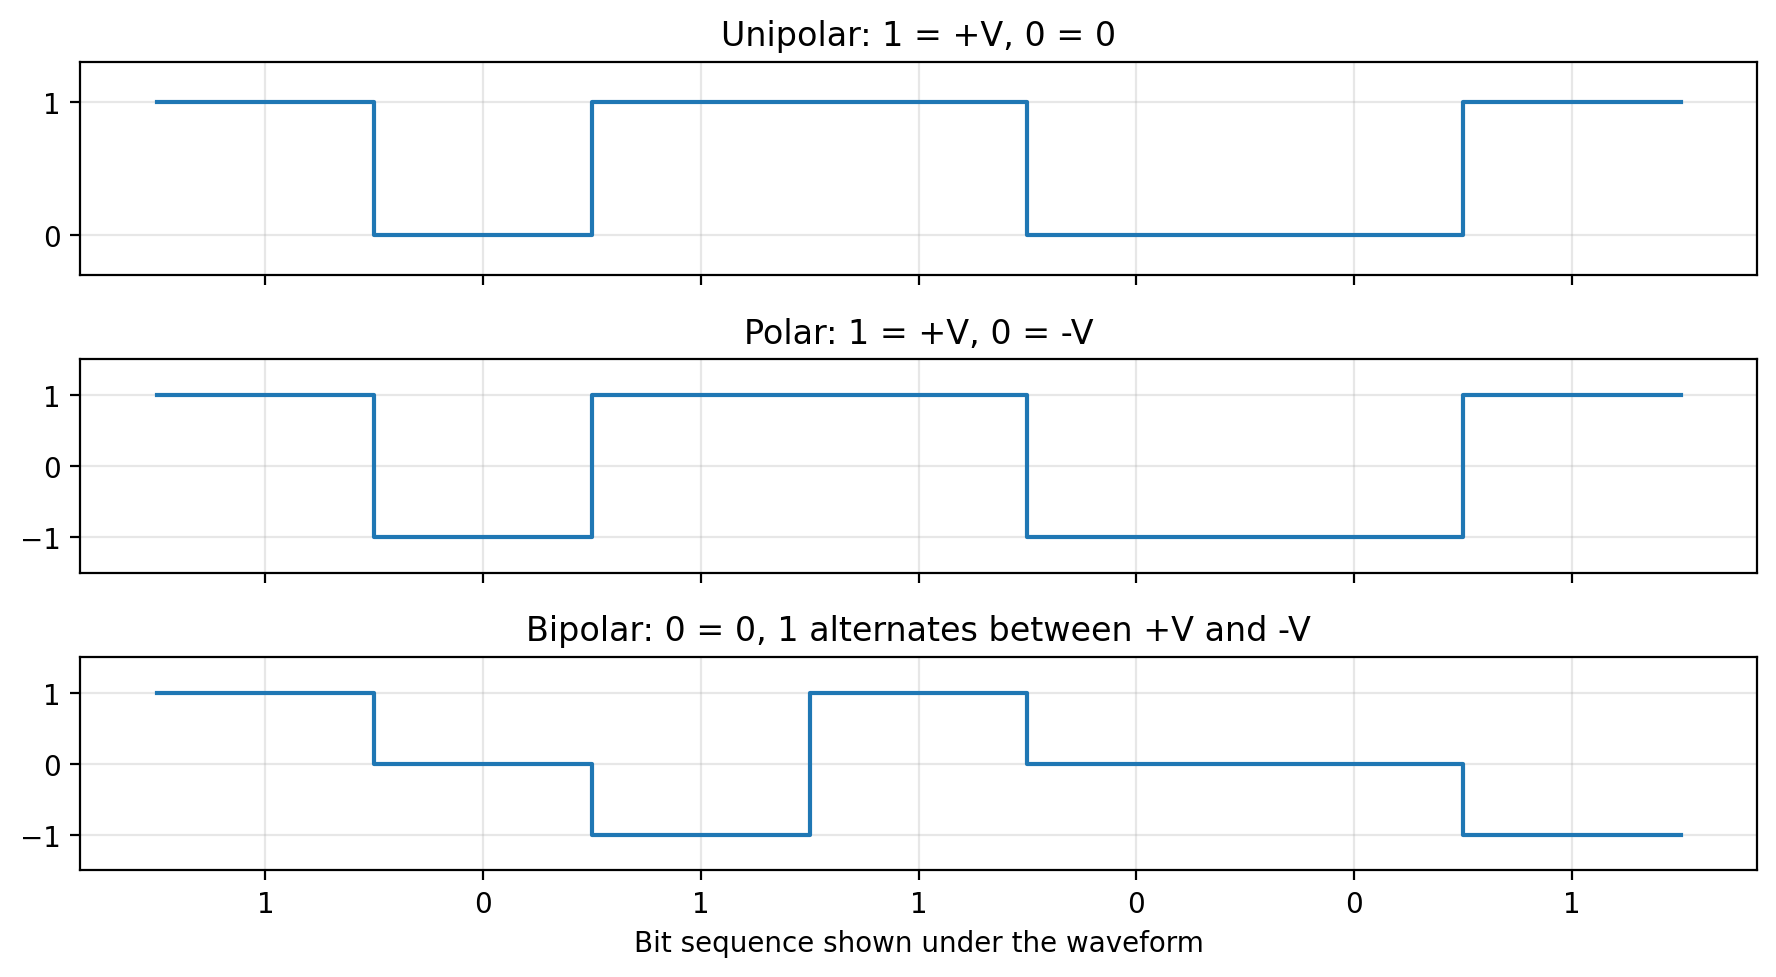 Unipolar: 1 = +V, 0 = 0
1
0
Polar: 1 = +V, 0 = -V
1
0
−1
Bipolar: 0 = 0, 1 alternates between +V and -V
1
0
−1
1 0 1 1 0 0 1
Bit sequence shown under the waveform